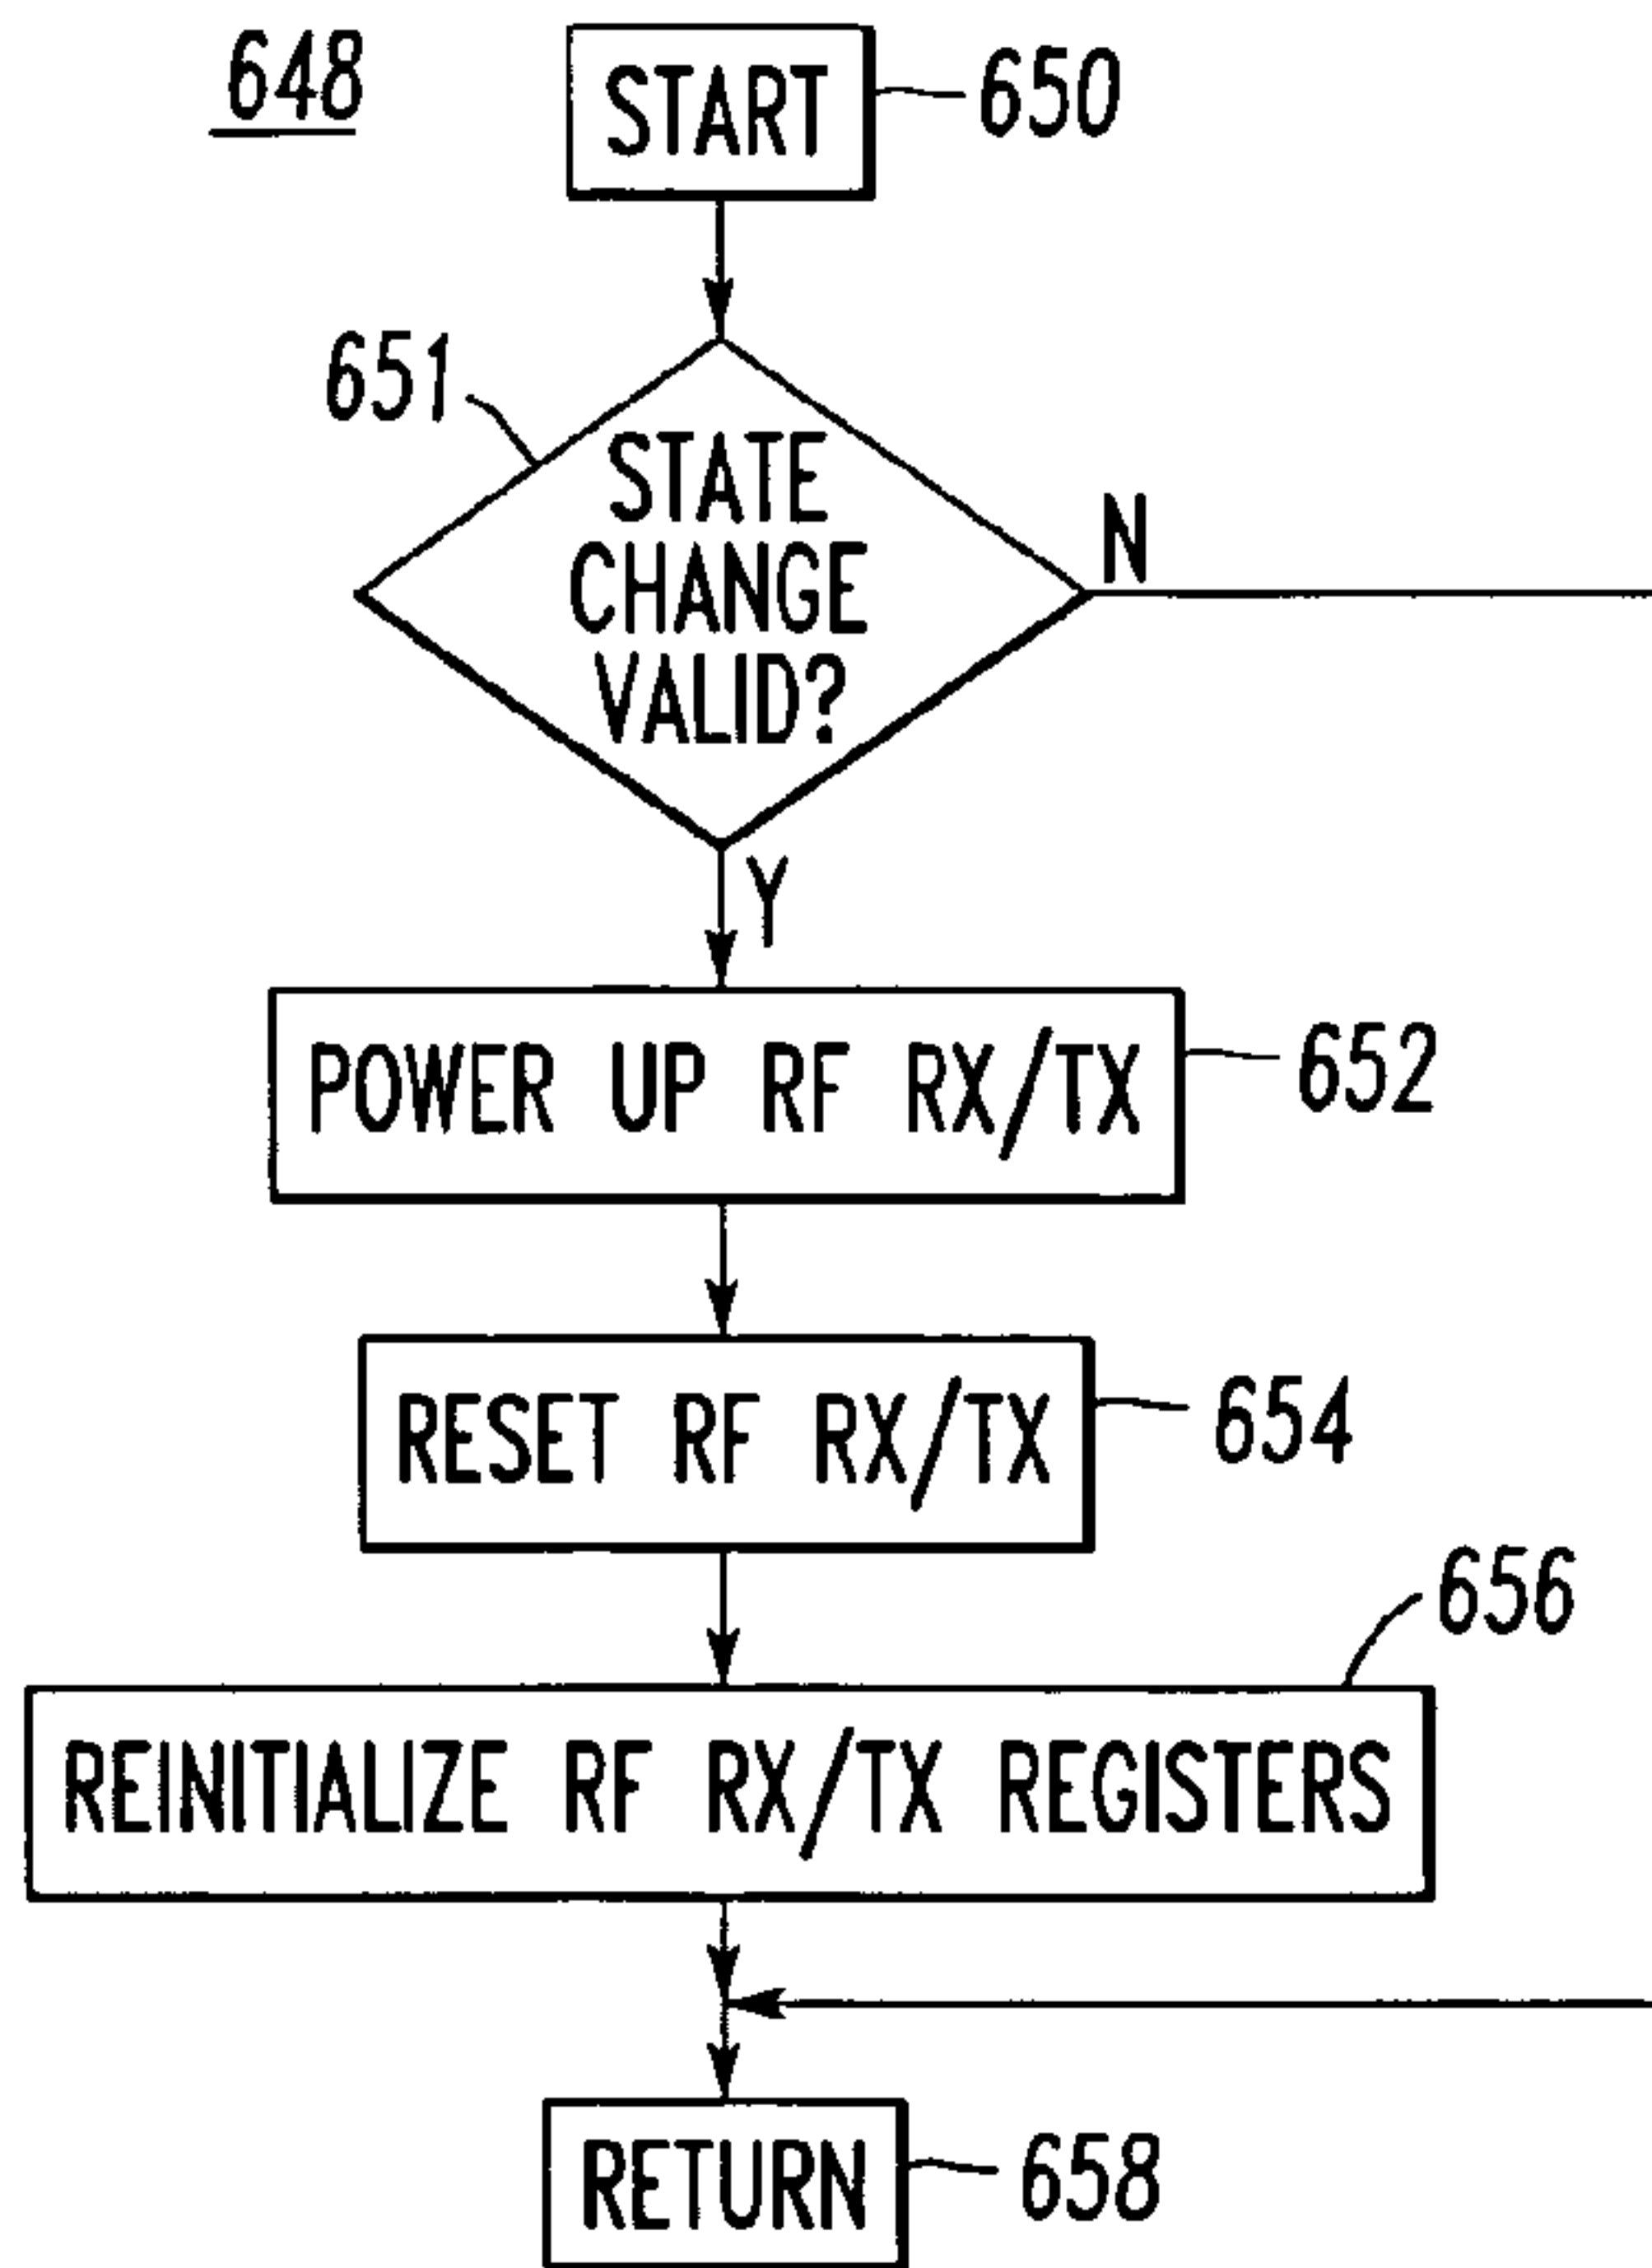 648
START
650
651
STATE
CHANGE
VALID?
N
Y
POWER UP RF RX/TX
652
RESET RF RX/TX
654
656
REINITIALIZE RF RX/TX REGISTERS
RETURN
658